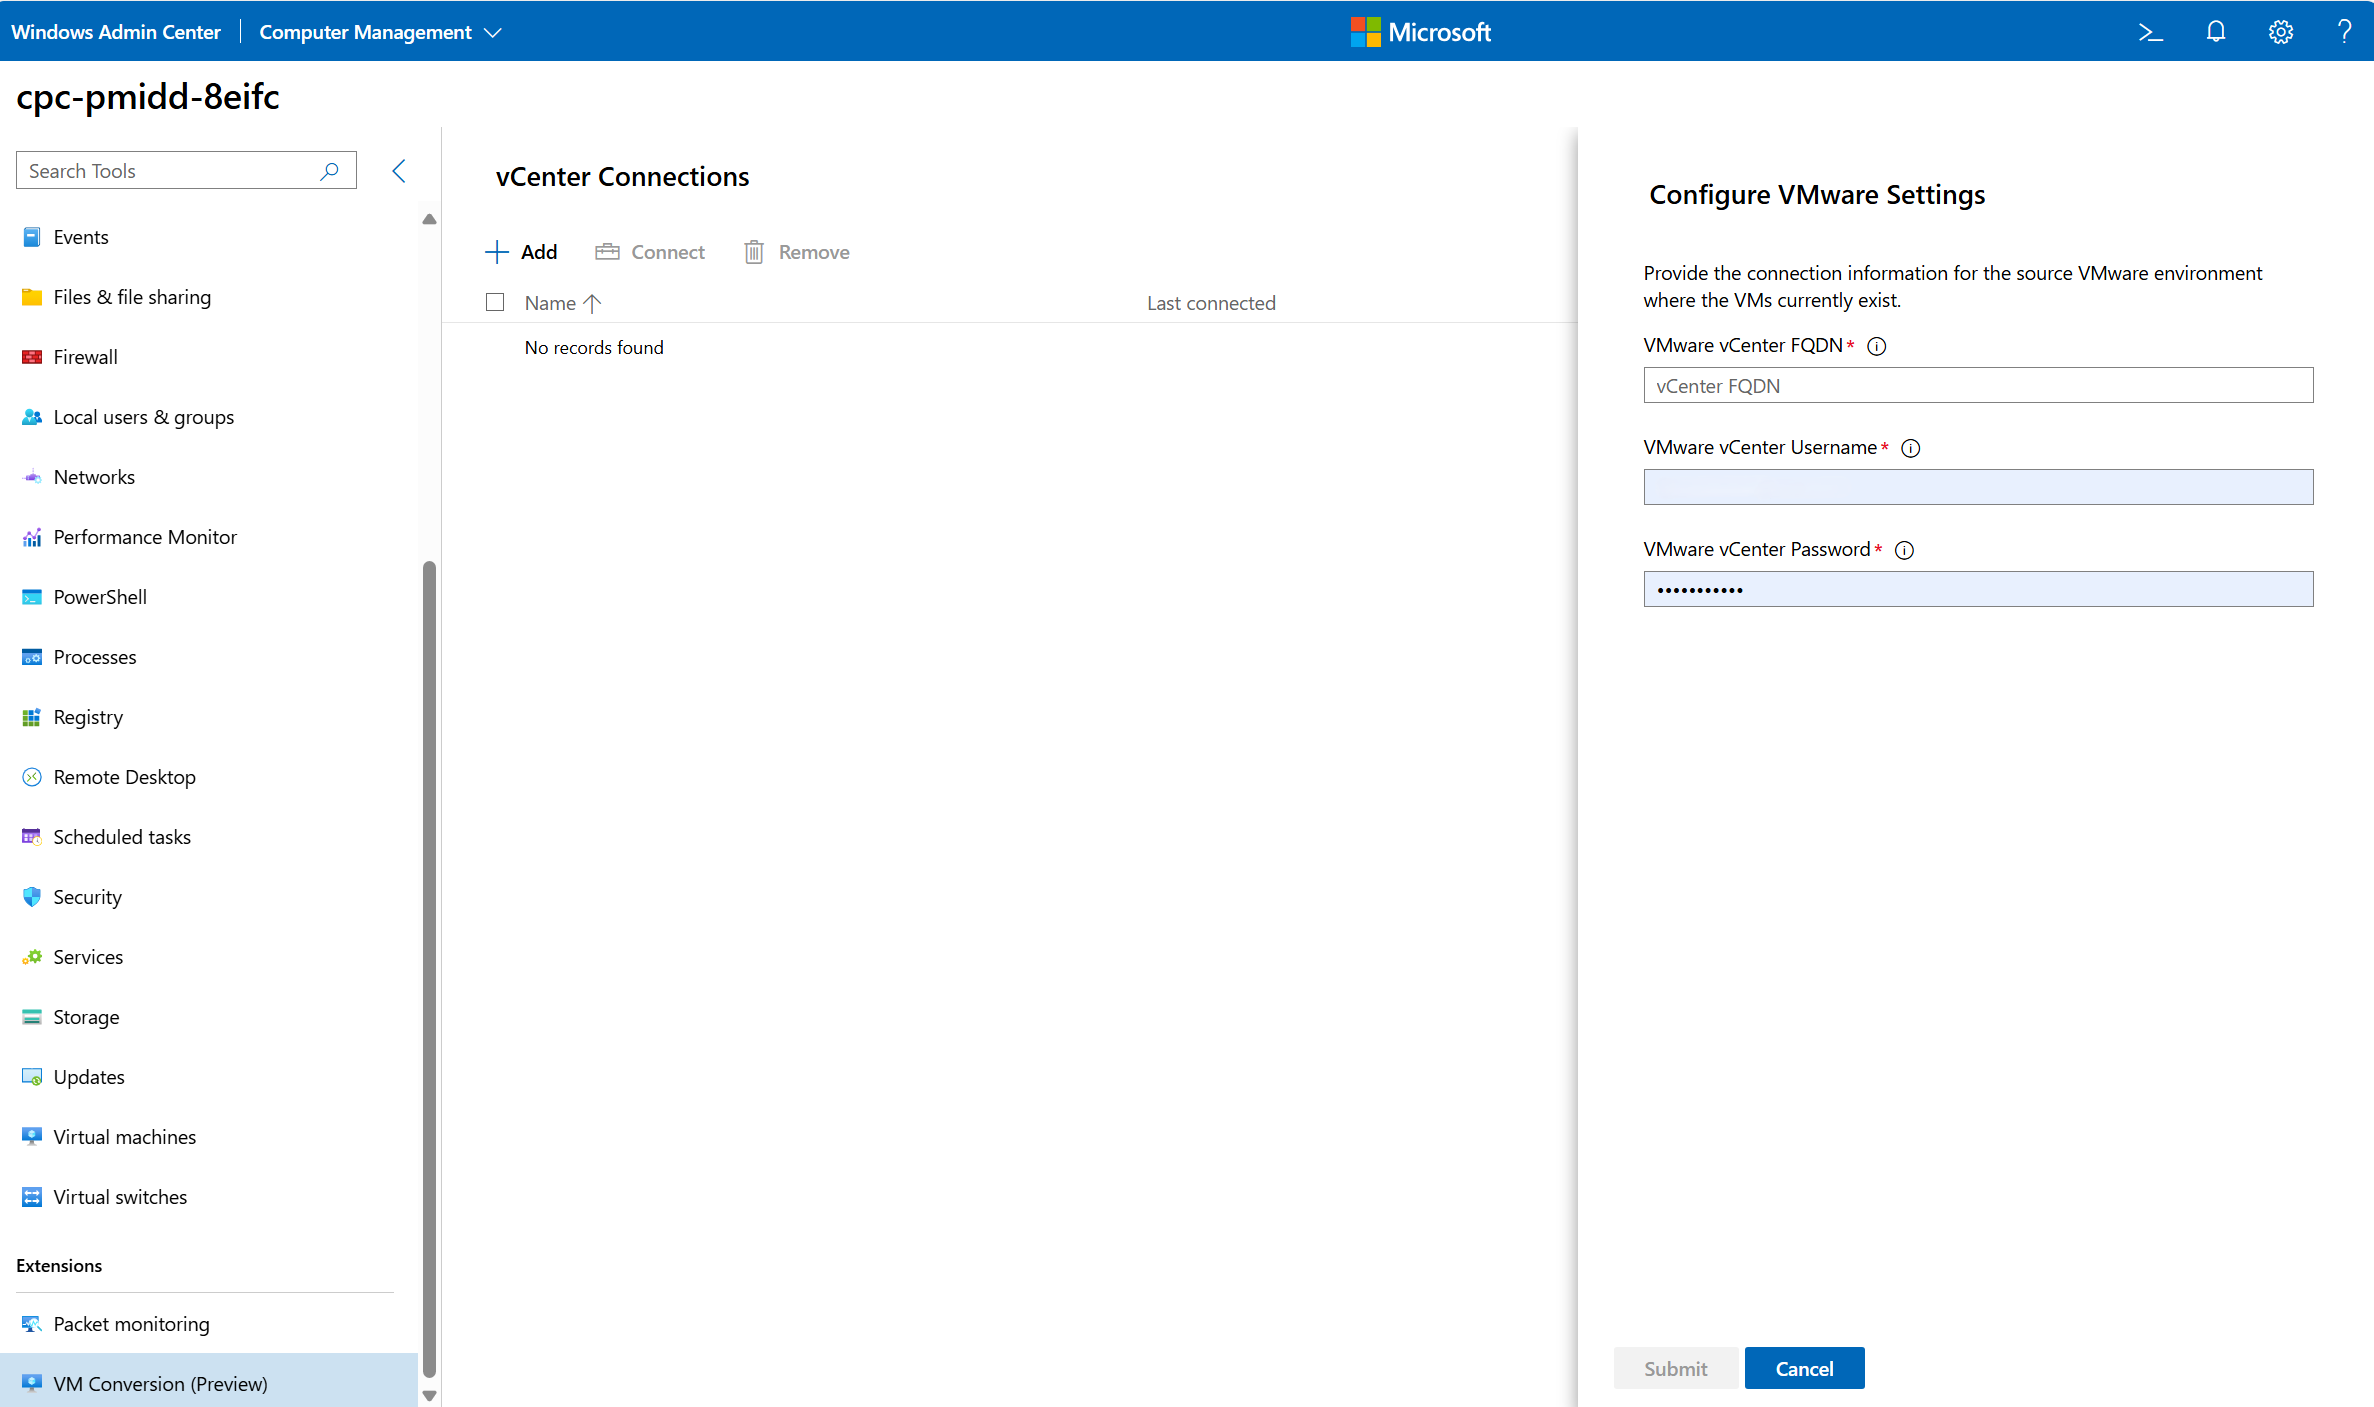 Windows Admin Center
Computer Management
Microsoft
cpc-pmidd-8eifc
Search Tools
Events
Files & file sharing
Firewall
Local users & groups
Networks
Performance Monitor
PowerShell
Processes
Registry
Remote Desktop
Scheduled tasks
Security
Services
Storage
Updates
Virtual machines
Virtual switches
Extensions
Packet monitoring
VM Conversion (Preview)
vCenter Connections
Add Connect Remove
Name Last connected
No records found
Configure VMware Settings
Provide the connection information for the source VMware environment
where the VMs currently exist.
VMware vCenter FQDN*
vCenter FQDN
VMware vCenter Username*
VMware vCenter Password*
•••••••••••
Submit Cancel